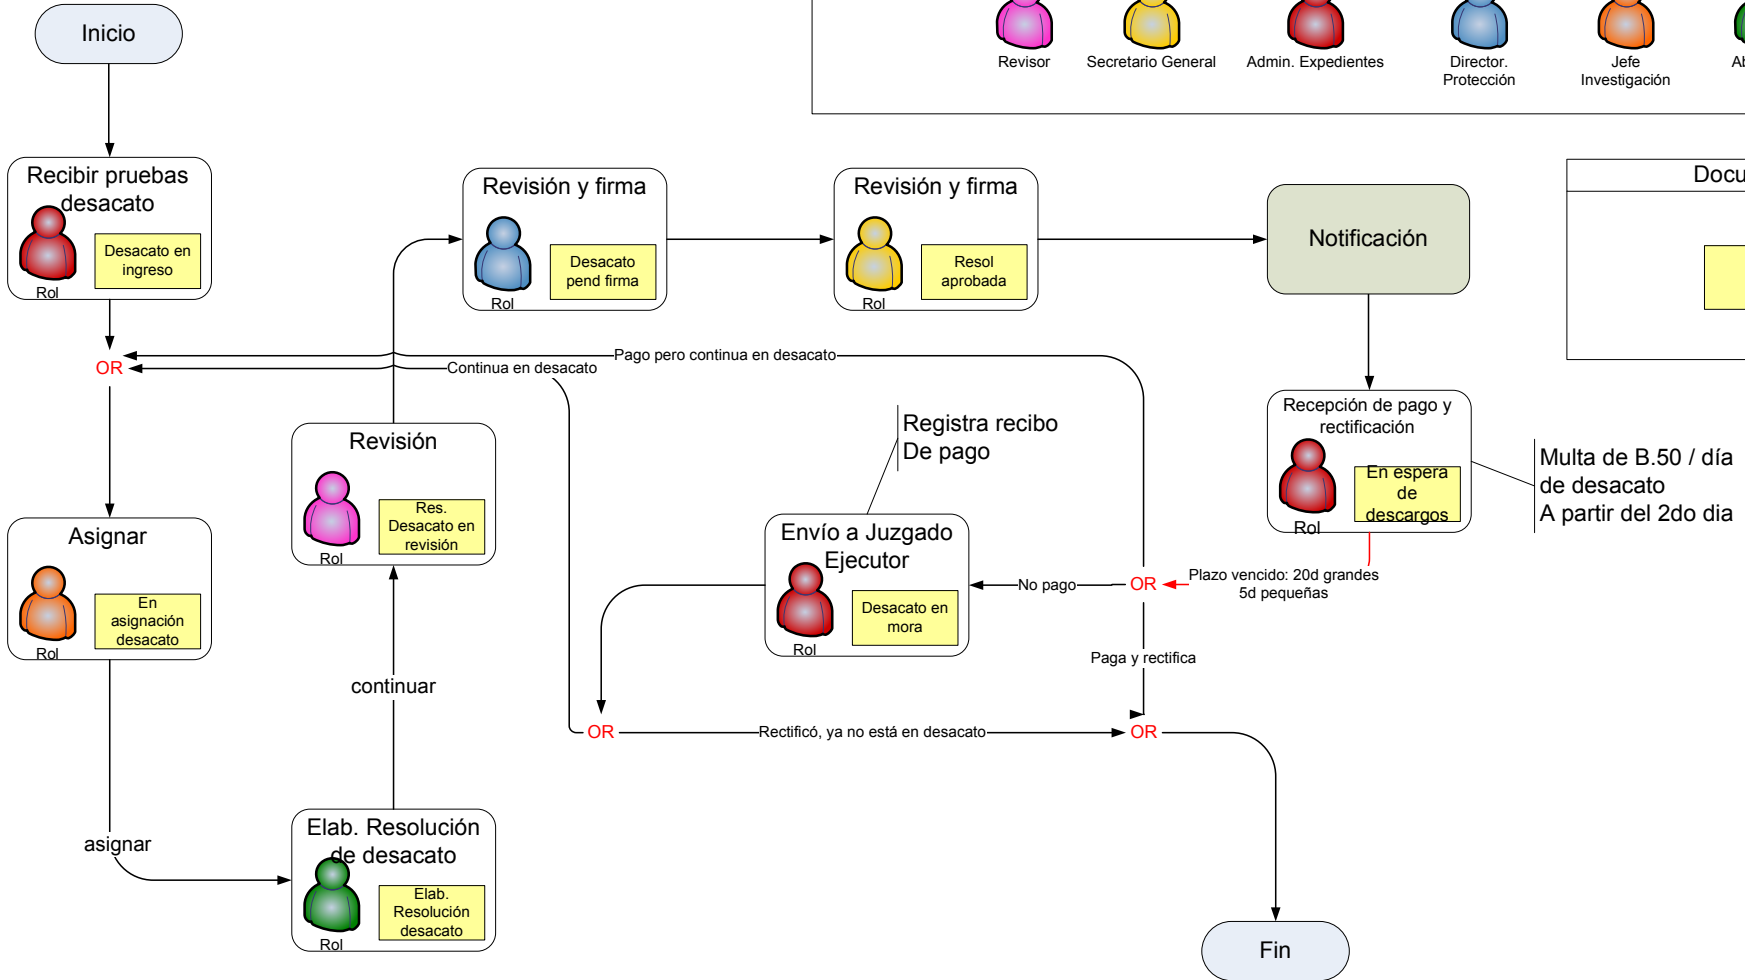 Inicio
Revisor
Secretario General
Admin. Expedientes
Director.
Protección
Jefe
Investigación
Recibir pruebas
desacato
Desacato en
ingreso
Rol
Revisión y firma
Desacato
pend firma
Rol
Revisión y firma
Resol
aprobada
Rol
Notificación
OR
Pago pero continua en desacato
Continua en desacato
Recepción de pago y
rectificación
En espera
de
descargos
Rol
Multa de B.50 / día
de desacato
A partir del 2do dia
Registra recibo
De pago
Revisión
Res.
Desacato en
revisión
Rol
Asignar
En
asignación
desacato
Rol
Envío a Juzgado
Ejecutor
Desacato en
mora
Rol
No pago
OR
Plazo vencido: 20d grandes
5d pequeñas
Paga y rectifica
continuar
OR
Rectificó, ya no está en desacato
OR
asignar
Elab. Resolución
de desacato
Elab.
Resolución
desacato
Rol
Fin